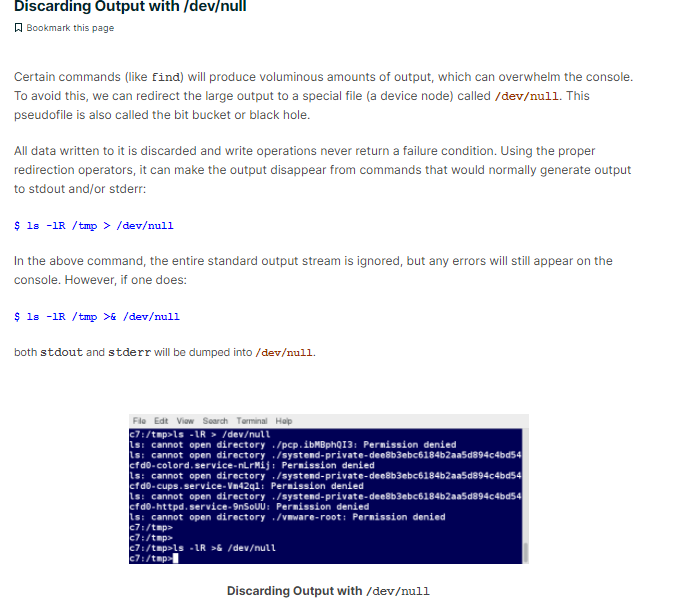 Discarding Output with /dev/null
Bookmark this page
Certain commands (like find) will produce voluminous amounts of output, which can overwhelm the console.
To avoid this, we can redirect the large output to a special file (a device node) called /dev/null. This
pseudofile is also called the bit bucket or black hole.
All data written to it is discarded and write operations never return a failure condition. Using the proper
redirection operators, it can make the output disappear from commands that would normally generate output
to stdout and/or stderr:
$ ls -lR /tmp > /dev/null
In the above command, the entire standard output stream is ignored, but any errors will still appear on the
console. However, if one does:
$ ls -lR /tmp >& /dev/null
both stdout and stderr will be dumped into /dev/null.
File Edit View Search Terminal Help
c7:/tmp>ls -lR > /dev/null
ls: cannot open directory ./pcp.ibMBphQI3: Permission denied
ls: cannot open directory ./systemd-private-dee8b3ebc6184b2aa5d894c4bd54
cfd0-colord.service-nLrMij: Permission denied
ls: cannot open directory ./systemd-private-dee8b3ebc6184b2aa5d894c4bd54
cfd0-cups.service-Vm42ql: Permission denied
ls: cannot open directory ./systemd-private-dee8b3ebc6184b2aa5d894c4bd54
cfd0-httpd.service-9nSoUU: Permission denied
ls: cannot open directory ./vmware-root: Permission denied
c7:/tmp>
c7:/tmp>
c7:/tmp>ls -lR >& /dev/null
c7:/tmp>
Discarding Output with /dev/null